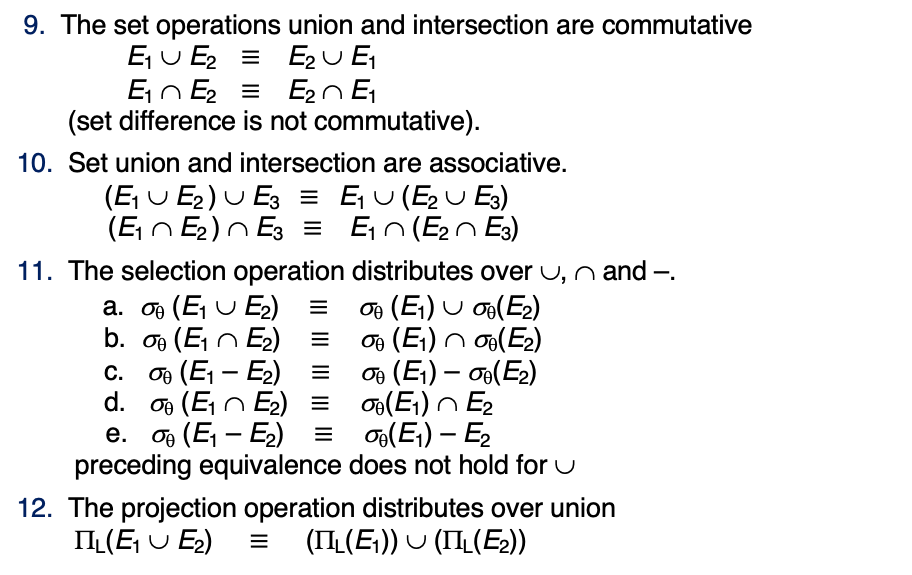 9. The set operations union and intersection are commutative
E₁ ∪ E₂ ≡ E₂ ∪ E₁
E₁ ∩ E₂ ≡ E₂ ∩ E₁
(set difference is not commutative).
10. Set union and intersection are associative.
(E₁ ∪ E₂) ∪ E₃ ≡ E₁ ∪ (E₂ ∪ E₃)
(E₁ ∩ E₂) ∩ E₃ ≡ E₁ ∩ (E₂ ∩ E₃)
11. The selection operation distributes over ∪, ∩ and –.
a. σθ (E₁ ∪ E₂) ≡ σθ (E₁) ∪ σθ(E₂)
b. σθ (E₁ ∩ E₂) ≡ σθ (E₁) ∩ σθ(E₂)
c. σθ (E₁ – E₂) ≡ σθ (E₁) – σθ(E₂)
d. σθ (E₁ ∩ E₂) ≡ σθ(E₁) ∩ E₂
e. σθ (E₁ – E₂) ≡ σθ(E₁) – E₂
preceding equivalence does not hold for ∪
12. The projection operation distributes over union
Π_L(E₁ ∪ E₂) ≡ (Π_L(E₁)) ∪ (Π_L(E₂))